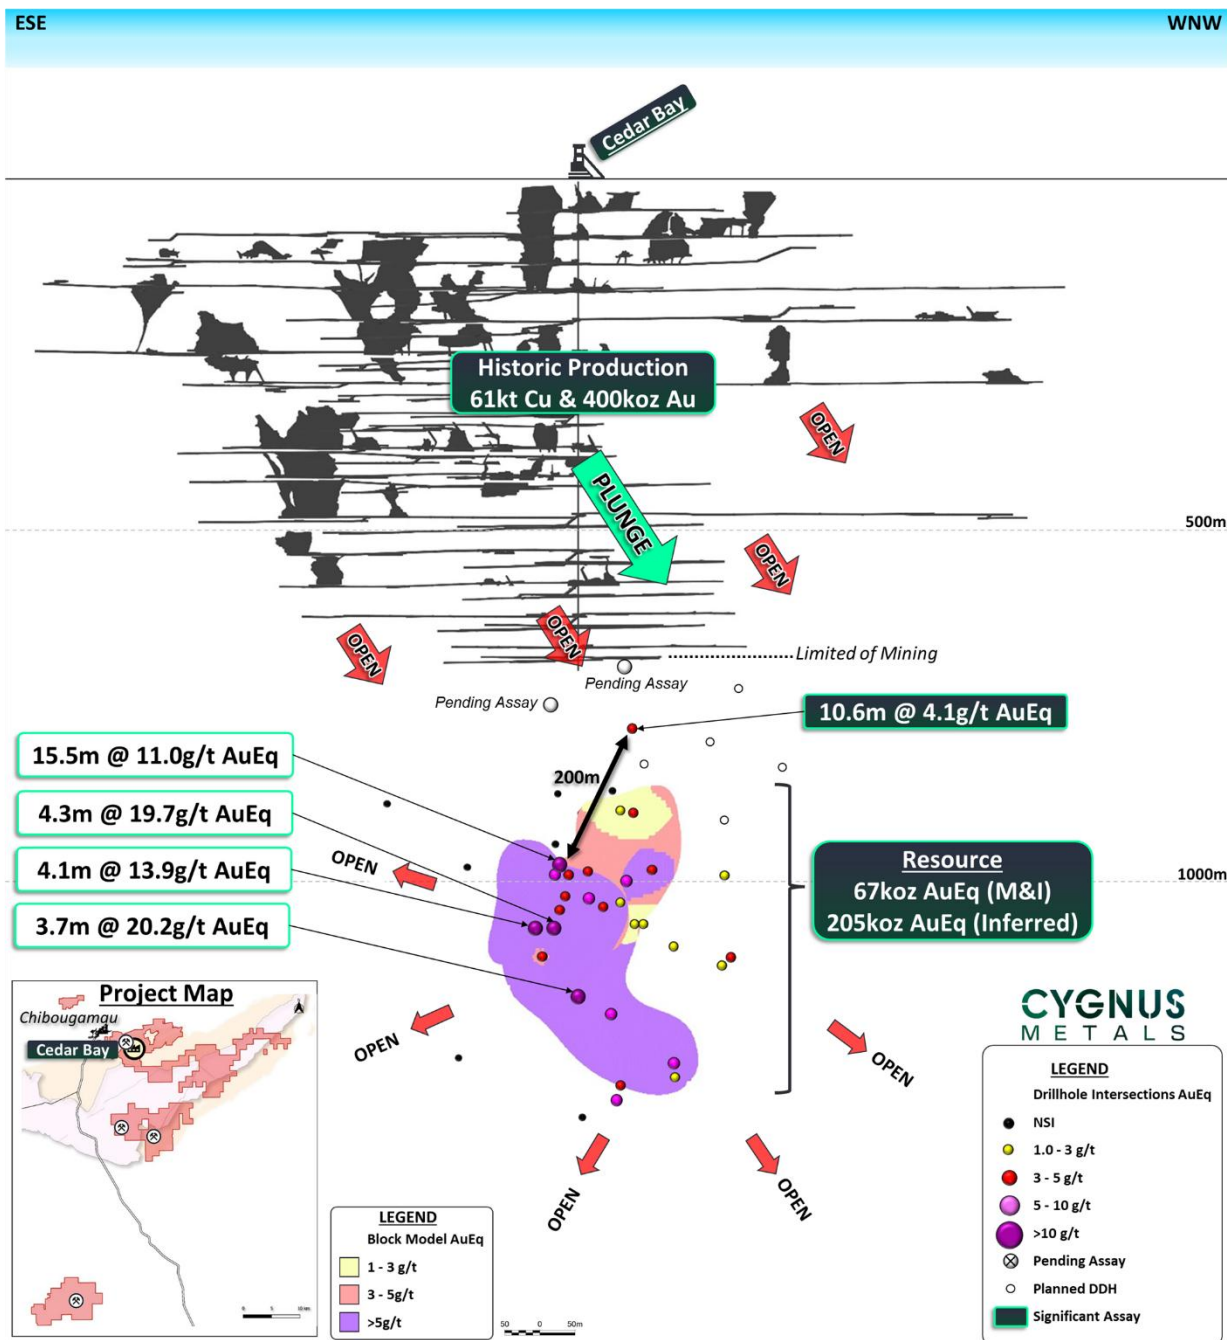 ESE
WNW
Cedar Bay
Historic Production
61kt Cu & 400koz Au
OPEN
PLUNGE
500m
OPEN
OPEN
OPEN
Limited of Mining
Pending Assay
Pending Assay
10.6m @ 4.1g/t AuEq
15.5m @ 11.0g/t AuEq
200m
4.3m @ 19.7g/t AuEq
4.1m @ 13.9g/t AuEq
3.7m @ 20.2g/t AuEq
OPEN
1000m
Resource
67koz AuEq (M&I)
205koz AuEq (Inferred)
OPEN
OPEN
OPEN
OPEN
Project Map
Chibougamau
Cedar Bay
0 5 10 km
LEGEND
Block Model AuEq
1 - 3 g/t
3 - 5g/t
>5g/t
50 0 50m
CYGNUS
METALS
LEGEND
Drillhole Intersections AuEq
NSI
1.0 - 3 g/t
3 - 5 g/t
5 - 10 g/t
>10 g/t
Pending Assay
Planned DDH
Significant Assay